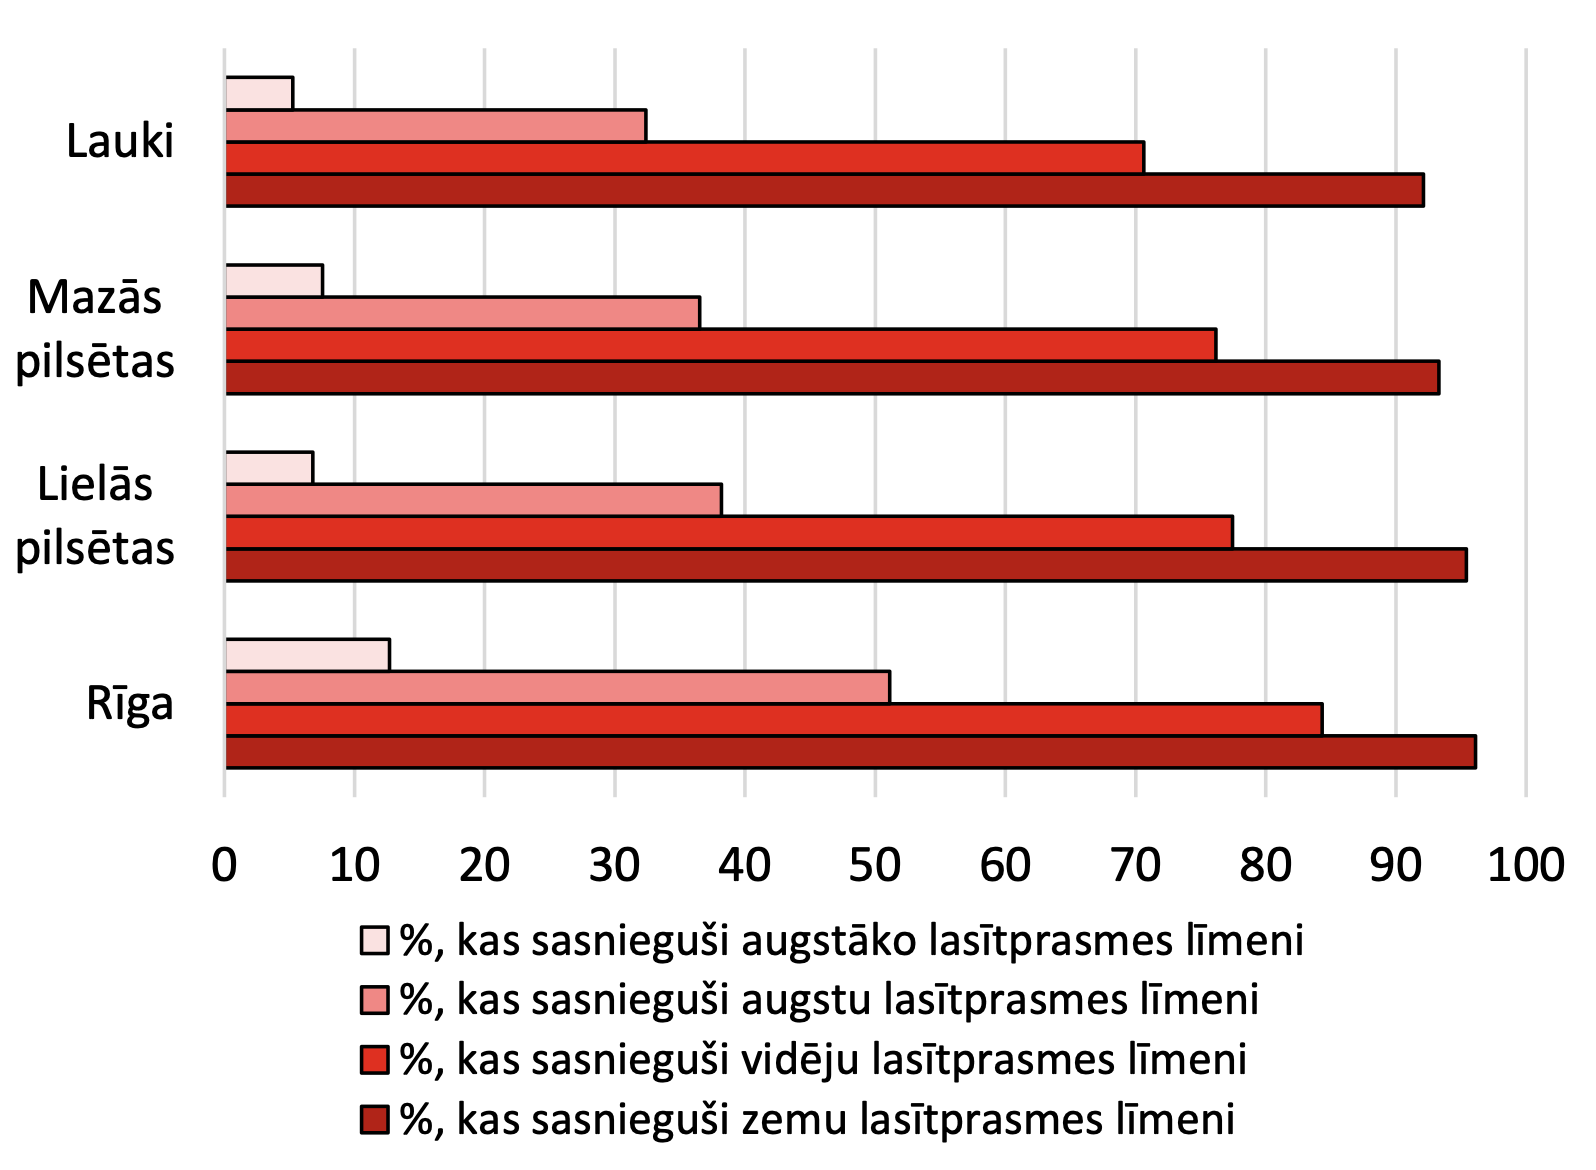 Lauki
Mazās
pilsētas
Lielās
pilsētas
Rīga
0 10 20 30 40 50 60 70 80 90 100
%, kas sasnieguši augstāko lasītprasmes līmeni
%, kas sasnieguši augstu lasītprasmes līmeni
%, kas sasnieguši vidēju lasītprasmes līmeni
%, kas sasnieguši zemu lasītprasmes līmeni